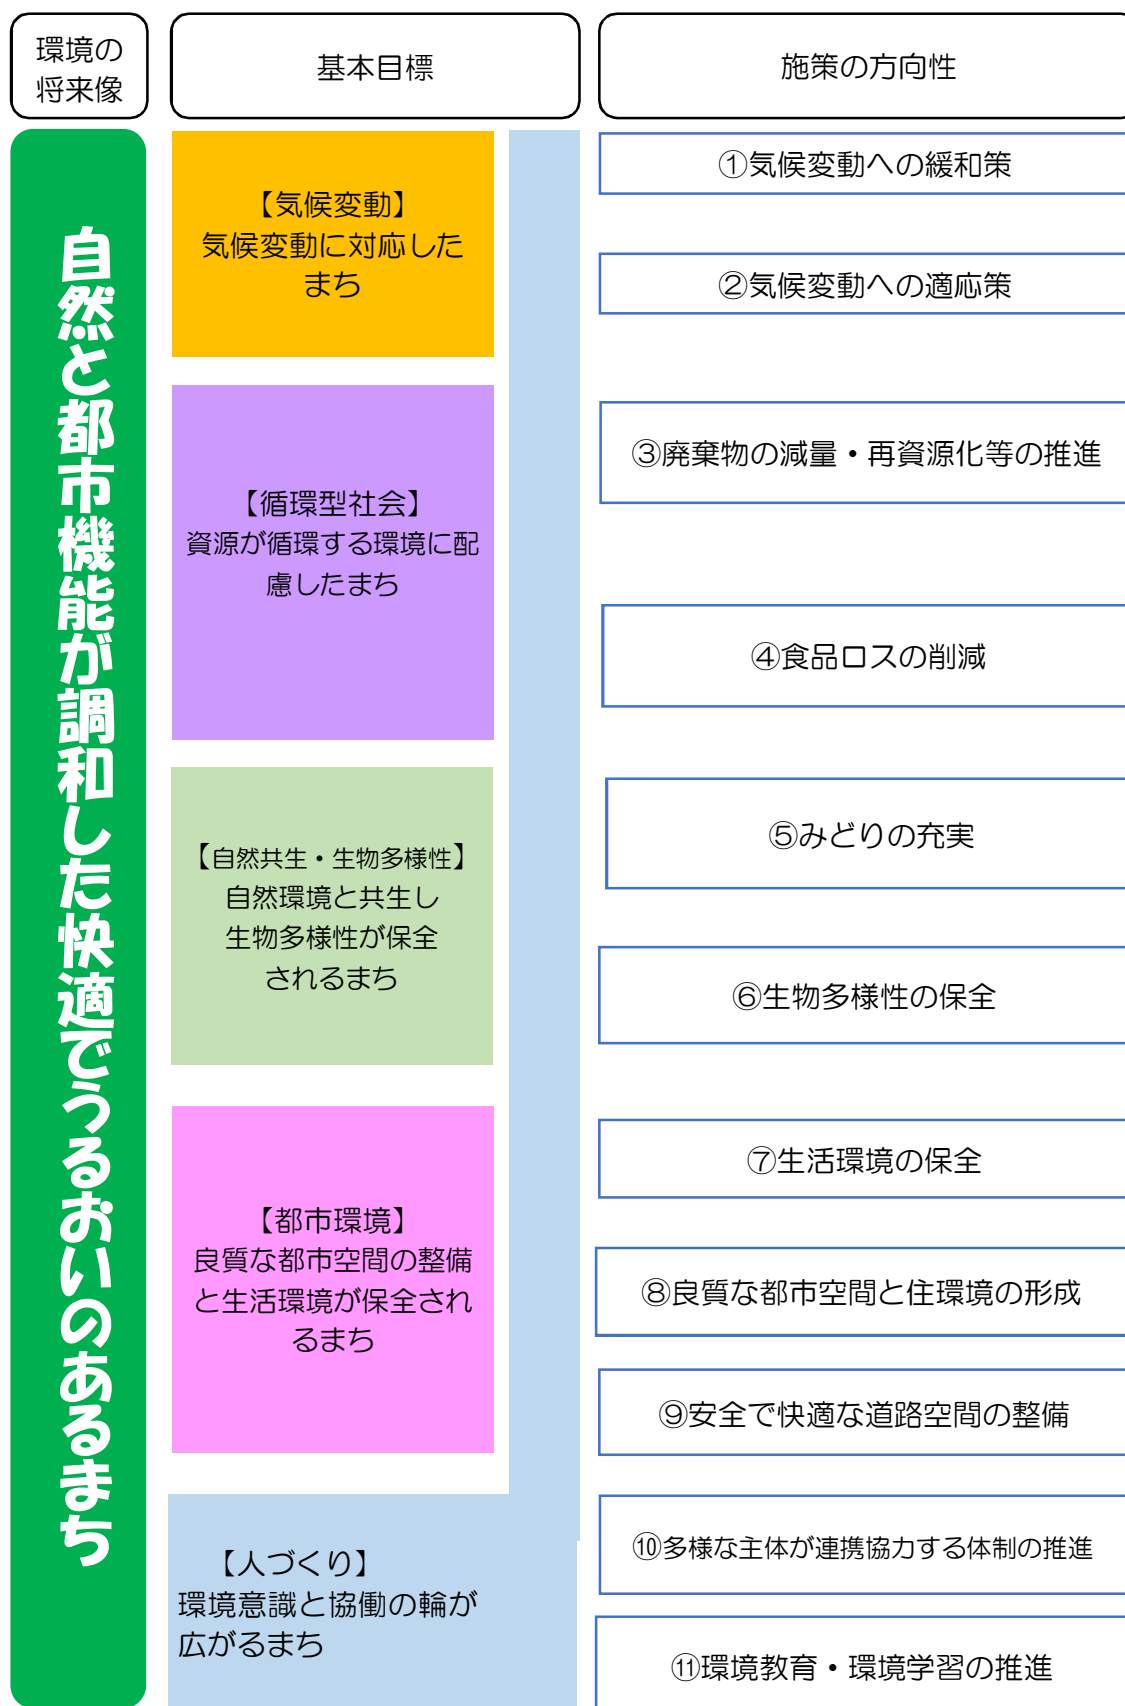 環境の
将来像
基本目標
施策の方向性
自然と都市機能が調和した快適でうるおいのあるまち
【気候変動】
気候変動に対応した
まち
①気候変動への緩和策
②気候変動への適応策
【循環型社会】
資源が循環する環境に配
慮したまち
③廃棄物の減量・再資源化等の推進
④食品ロスの削減
【自然共生・生物多様性】
自然環境と共生し
生物多様性が保全
されるまち
⑤みどりの充実
⑥生物多様性の保全
【都市環境】
良質な都市空間の整備
と生活環境が保全され
るまち
⑦生活環境の保全
⑧良質な都市空間と住環境の形成
⑨安全で快適な道路空間の整備
【人づくり】
環境意識と協働の輪が
広がるまち
⑩多様な主体が連携協力する体制の推進
⑪環境教育・環境学習の推進